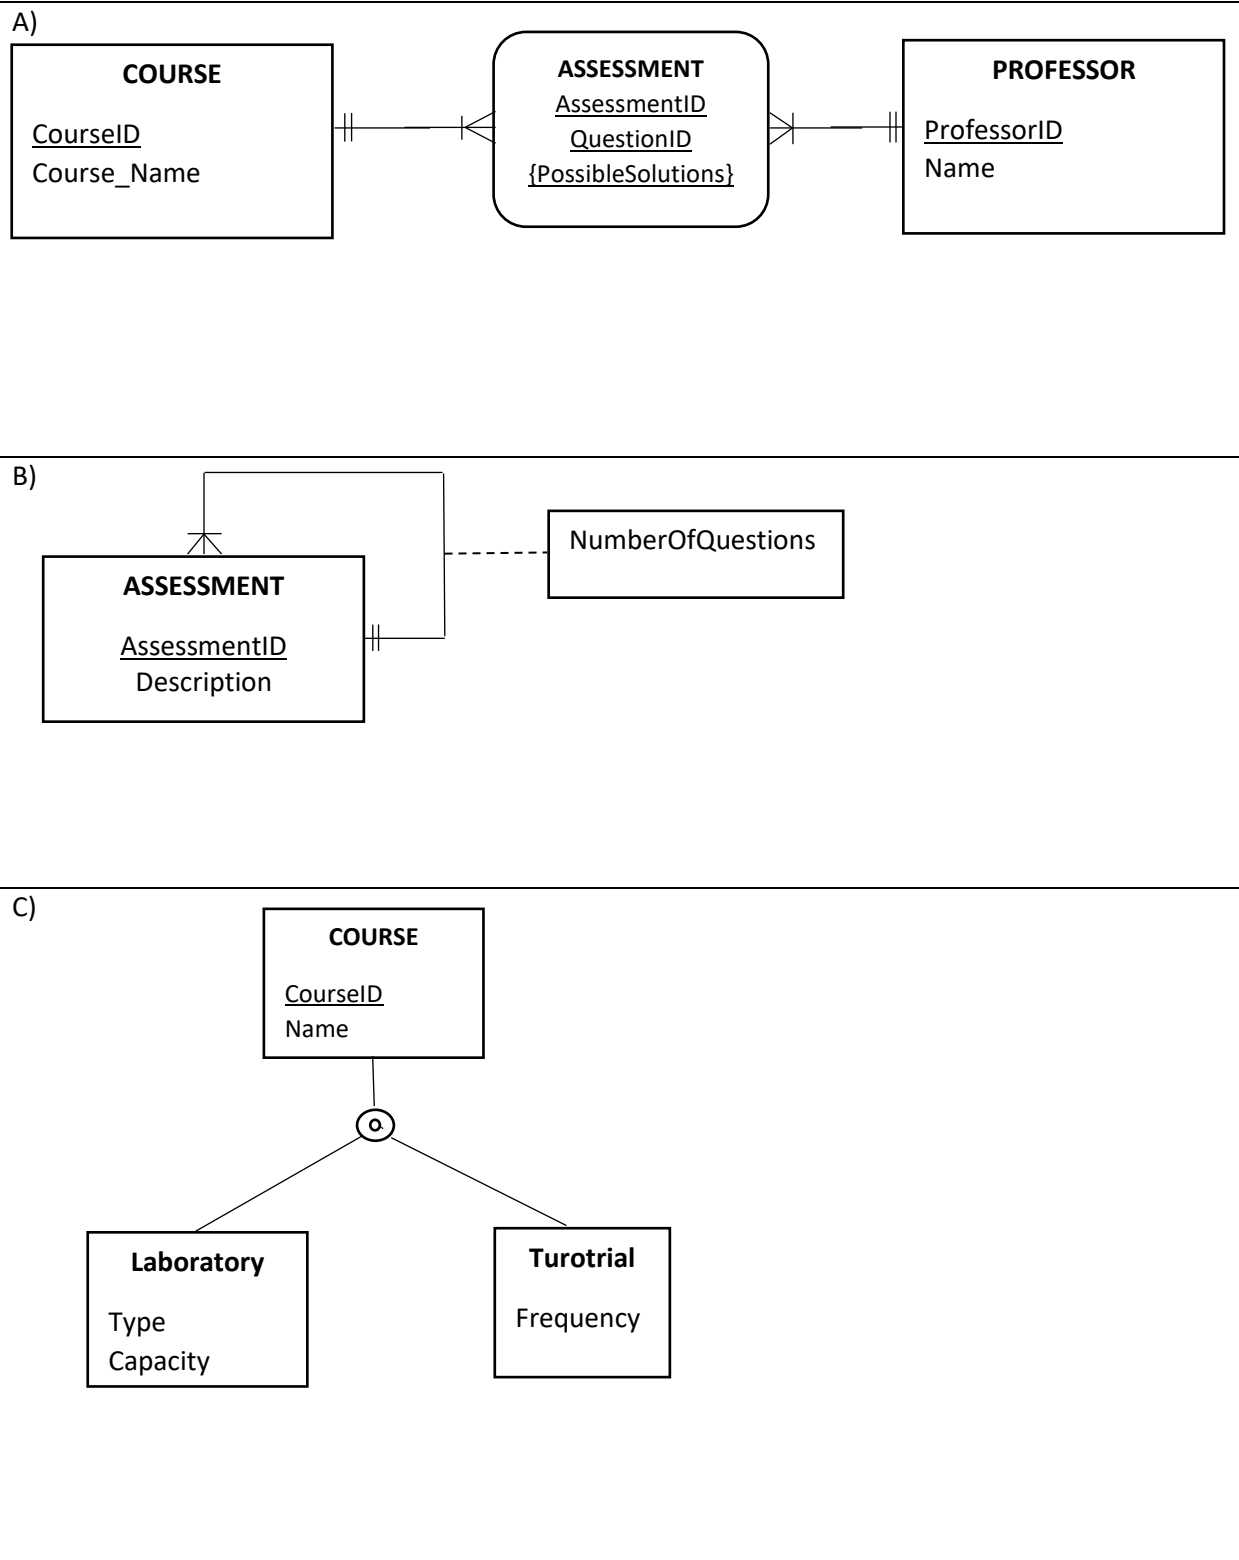 A)
COURSE
CourseID
Course_Name
ASSESSMENT
AssessmentID
QuestionID
{PossibleSolutions}
PROFESSOR
ProfessorID
Name
B)
ASSESSMENT
AssessmentID
Description
NumberOfQuestions
C)
COURSE
CourseID
Name
o
Laboratory
Type
Capacity
Turotrial
Frequency